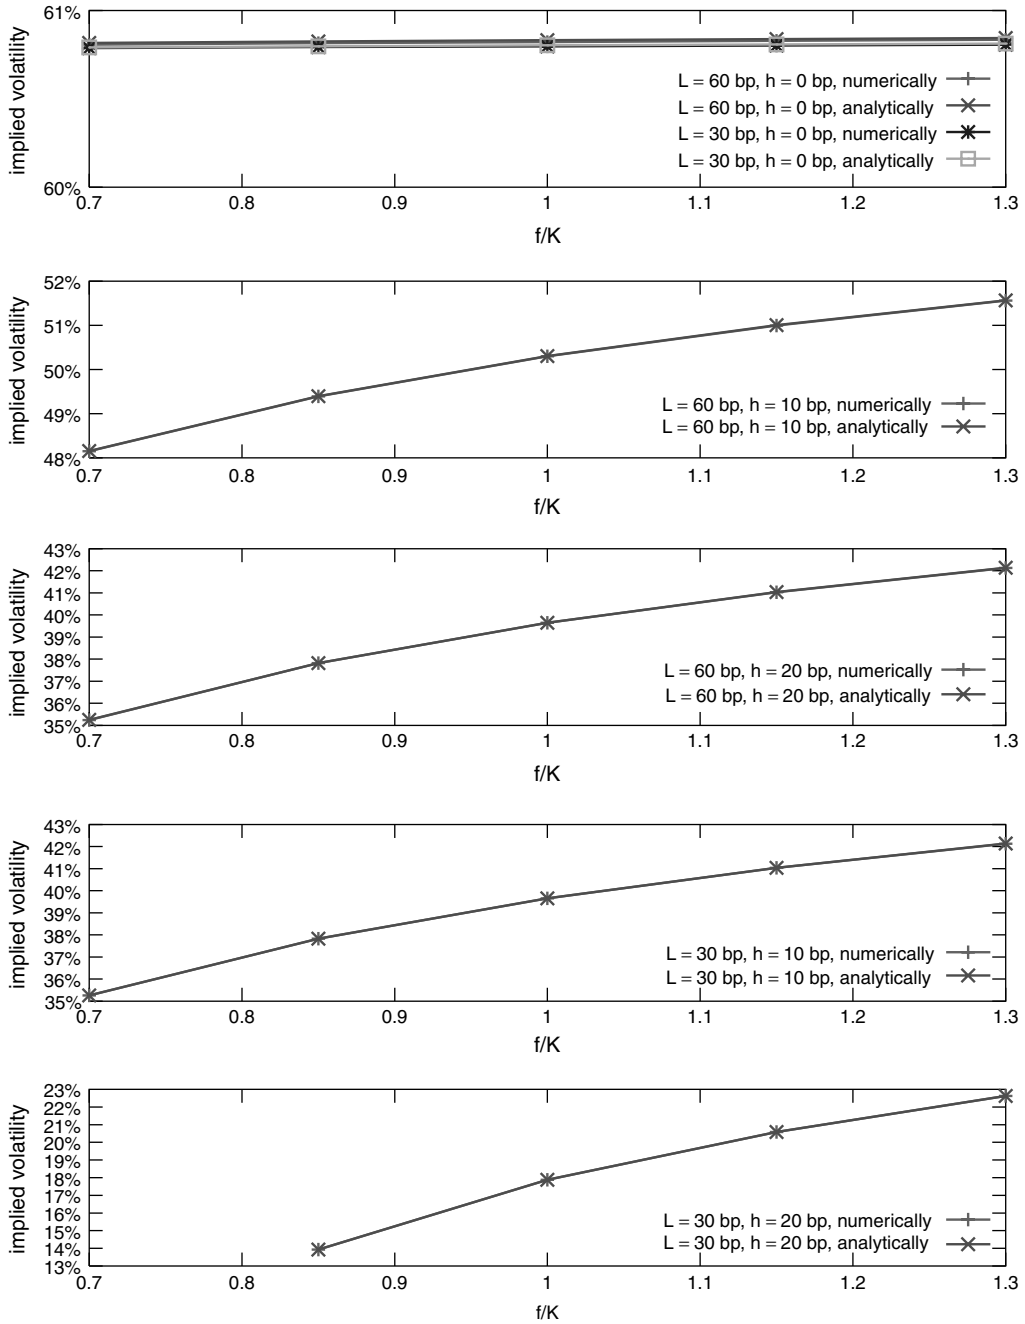 61%
implied volatility
L = 60 bp, h = 0 bp, numerically
L = 60 bp, h = 0 bp, analytically
L = 30 bp, h = 0 bp, numerically
L = 30 bp, h = 0 bp, analytically
60%
0.7 0.8 0.9 1 1.1 1.2 1.3
f/K
52%
51%
50%
49%
48%
implied volatility
L = 60 bp, h = 10 bp, numerically
L = 60 bp, h = 10 bp, analytically
0.7 0.8 0.9 1 1.1 1.2 1.3
f/K
43%
42%
41%
40%
39%
38%
37%
36%
35%
implied volatility
L = 60 bp, h = 20 bp, numerically
L = 60 bp, h = 20 bp, analytically
0.7 0.8 0.9 1 1.1 1.2 1.3
f/K
43%
42%
41%
40%
39%
38%
37%
36%
35%
implied volatility
L = 30 bp, h = 10 bp, numerically
L = 30 bp, h = 10 bp, analytically
0.7 0.8 0.9 1 1.1 1.2 1.3
f/K
23%
22%
21%
20%
19%
18%
17%
16%
15%
14%
13%
implied volatility
L = 30 bp, h = 20 bp, numerically
L = 30 bp, h = 20 bp, analytically
0.7 0.8 0.9 1 1.1 1.2 1.3
f/K